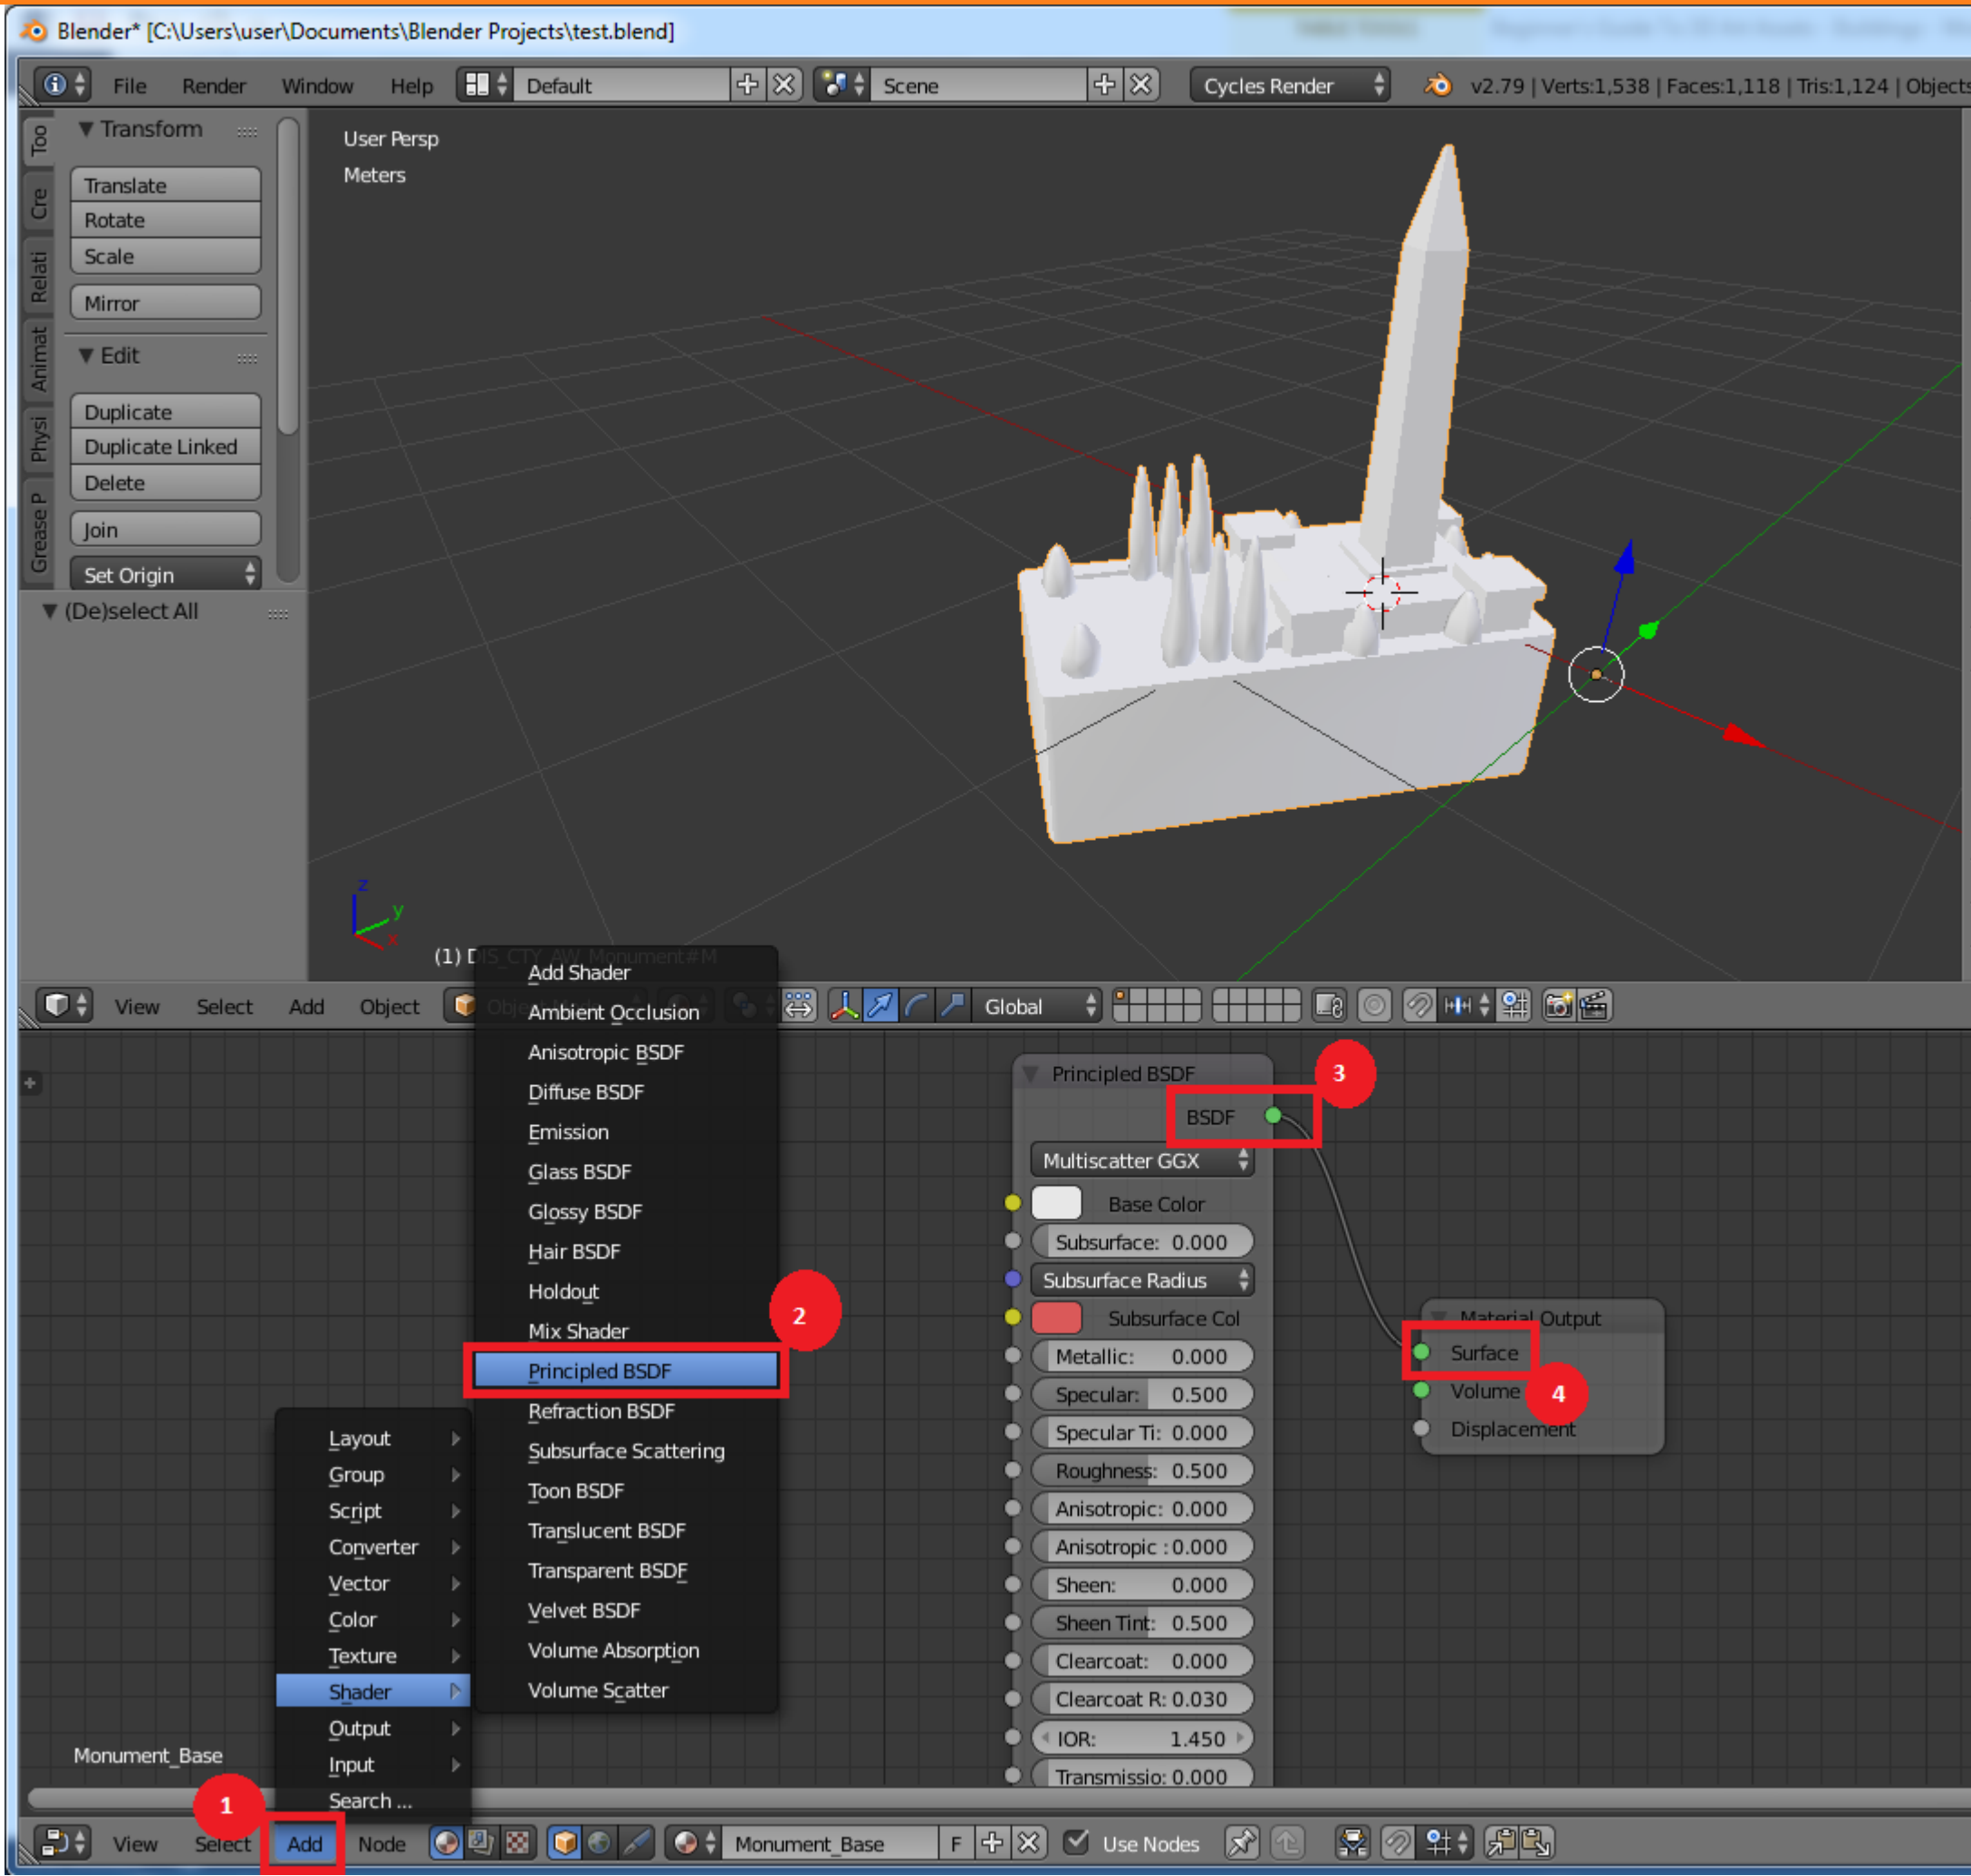 Blender* [C:\Users\user\Documents\Blender Projects\test.blend]
File Render Window Help Default Scene Cycles Render v2.79 | Verts:1,538 | Faces:1,118 | Tris:1,124 | Objects
Too
Cre
Relati
Animat
Physi
Grease P
Transform
Translate
Rotate
Scale
Mirror
Edit
Duplicate
Duplicate Linked
Delete
Join
Set Origin
(De)select All
User Persp
Meters
z
y
x
(1) DIS_CTY_AW_Monument#M
View Select Add Object Global
Add Shader
Ambient Occlusion
Anisotropic BSDF
Diffuse BSDF
Emission
Glass BSDF
Glossy BSDF
Hair BSDF
Holdout
Mix Shader
Principled BSDF
Refraction BSDF
Subsurface Scattering
Toon BSDF
Translucent BSDF
Transparent BSDF
Velvet BSDF
Volume Absorption
Volume Scatter
2
Layout
Group
Script
Converter
Vector
Color
Texture
Shader
Output
Input
Search ...
Monument_Base
1
Principled BSDF
3
BSDF
Multiscatter GGX
Base Color
Subsurface: 0.000
Subsurface Radius
Subsurface Col
Metallic: 0.000
Specular: 0.500
Specular Ti: 0.000
Roughness: 0.500
Anisotropic: 0.000
Anisotropic : 0.000
Sheen: 0.000
Sheen Tint: 0.500
Clearcoat: 0.000
Clearcoat R: 0.030
IOR: 1.450
Transmissio: 0.000
Material Output
Surface
Volume
4
Displacement
View Select Add Node Monument_Base F Use Nodes